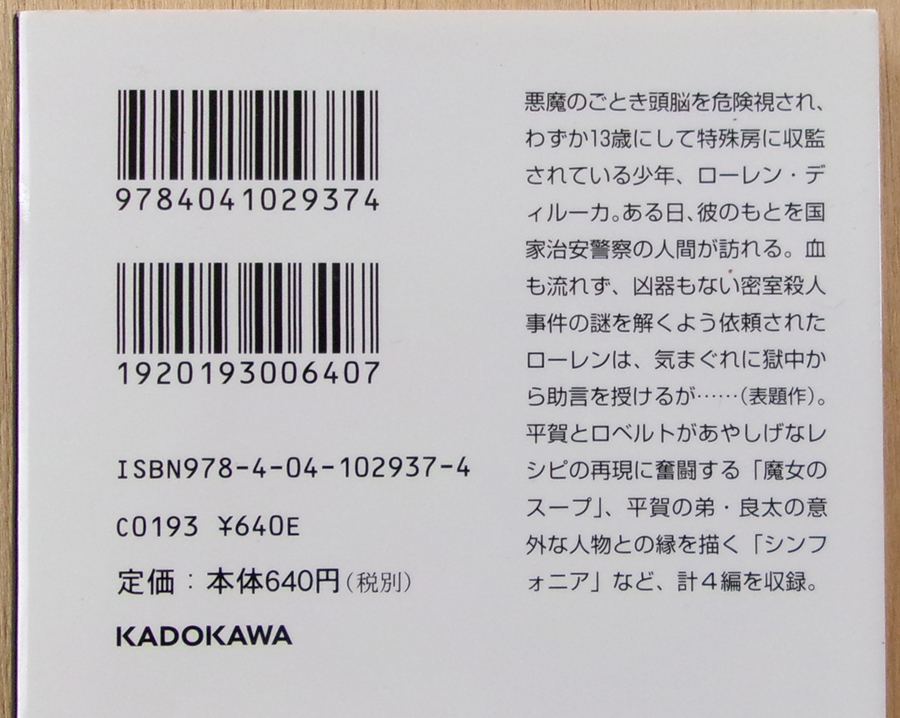 9784041029374
1920193006407
ISBN978-4-04-102937-4
C0193 ¥640E
定価：本体640円（税別）
KADOKAWA
悪魔のごとき頭脳を危険視され、
わずか13歳にして特殊房に収監
されている少年、ローレン・デ
ィルーカ。ある日、彼のもとを国
家治安警察の人間が訪れる。血
も流れず、凶器もない密室殺人
事件の謎を解くよう依頼された
ローレンは、気まぐれに獄中か
ら助言を授けるが……（表題作）。
平賀とロベルトがあやしげなレ
シピの再現に奮闘する「魔女の
スープ」、平賀の弟・良太の意
外な人物との縁を描く「シンフ
ォニア」など、計４編を収録。